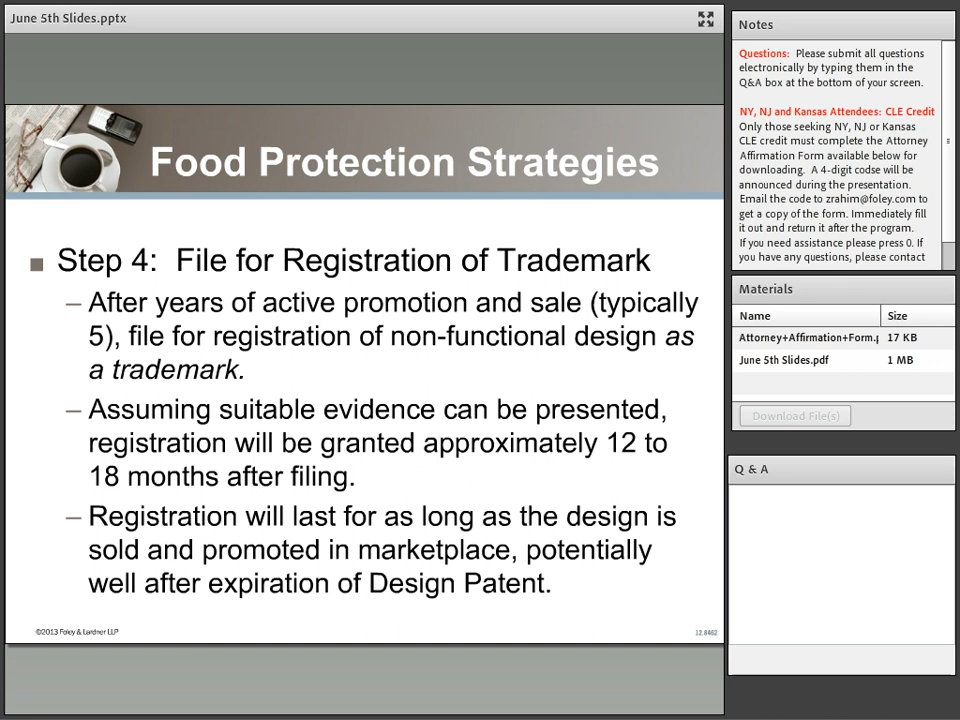 June 5th Slides.pptx
Food Protection Strategies
■ Step 4: File for Registration of Trademark
– After years of active promotion and sale (typically
5), file for registration of non-functional design as
a trademark.
– Assuming suitable evidence can be presented,
registration will be granted approximately 12 to
18 months after filing.
– Registration will last for as long as the design is
sold and promoted in marketplace, potentially
well after expiration of Design Patent.
©2013 Foley & Lardner LLP
12.8462
Notes
Questions: Please submit all questions
electronically by typing them in the
Q&A box at the bottom of your screen.
NY, NJ and Kansas Attendees: CLE Credit
Only those seeking NY, NJ or Kansas
CLE credit must complete the Attorney
Affirmation Form available below for
downloading. A 4-digit codse will be
announced during the presentation.
Email the code to zrahim@foley.com to
get a copy of the form. Immediately fill
it out and return it after the program.
If you need assistance please press 0. If
you have any questions, please contact
Materials
Name Size
Attorney+Affirmation+Form.p 17 KB
June 5th Slides.pdf 1 MB
Download File(s)
Q & A